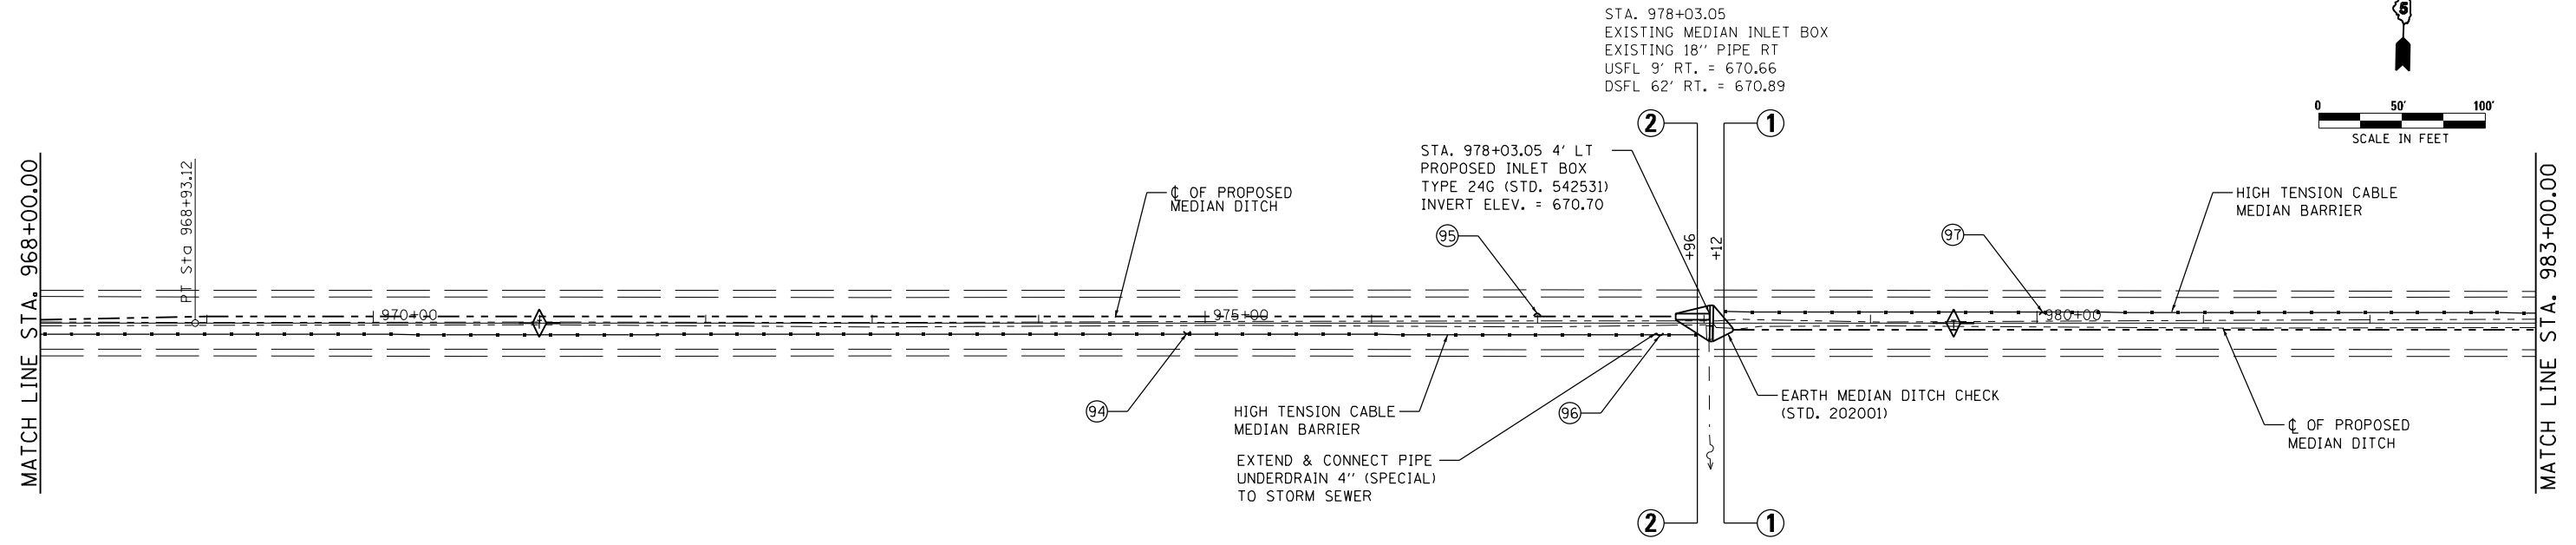 STA. 978+03.05
EXISTING MEDIAN INLET BOX
EXISTING 18" PIPE RT
USFL 9' RT. = 670.66
DSFL 62' RT. = 670.89
5
0 50' 100'
SCALE IN FEET
2
1
STA. 978+03.05 4' LT
PROPOSED INLET BOX
TYPE 24G (STD. 542531)
INVERT ELEV. = 670.70
MATCH LINE STA. 968+00.00
PT Sta 968+93.12
℄ OF PROPOSED
MEDIAN DITCH
95
+96
+12
97
HIGH TENSION CABLE
MEDIAN BARRIER
MATCH LINE STA. 983+00.00
970+00
975+00
980+00
94
HIGH TENSION CABLE
MEDIAN BARRIER
96
EARTH MEDIAN DITCH CHECK
(STD. 202001)
℄ OF PROPOSED
MEDIAN DITCH
EXTEND & CONNECT PIPE
UNDERDRAIN 4" (SPECIAL)
TO STORM SEWER
2
1